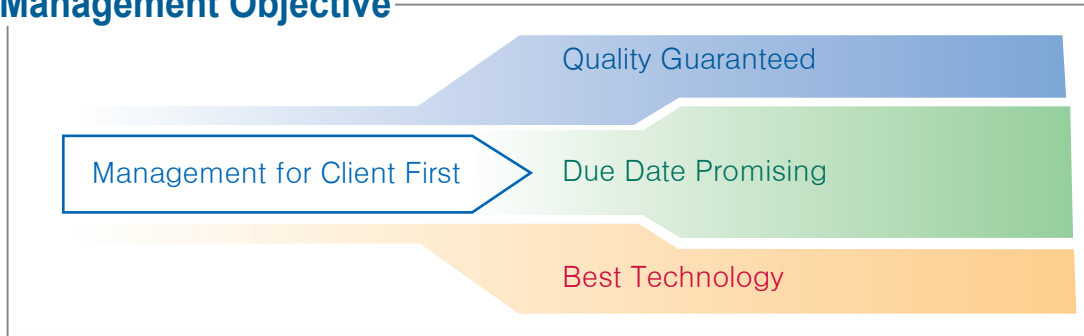 Management Objective
Quality Guaranteed
Management for Client First
Due Date Promising
Best Technology